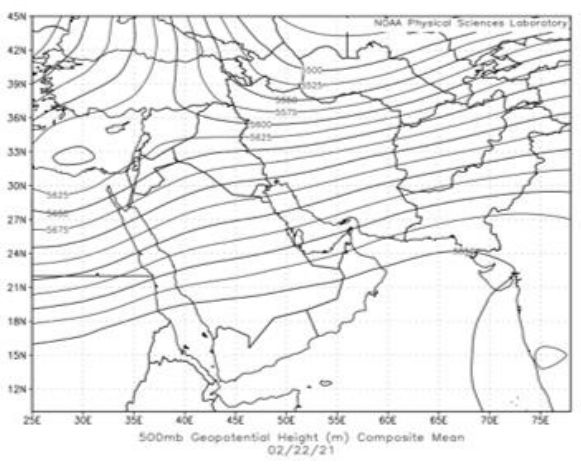 NOAA Physical Sciences Laboratory
45N
42N
39N
36N
33N
30N
27N
24N
21N
18N
15N
12N
5500
5525
5550
5575
5600
5625
5625
5650
5675
25E
30E
35E
40E
45E
50E
55E
60E
65E
70E
75E
500mb Geopotential Height (m) Composite Mean
02/22/21